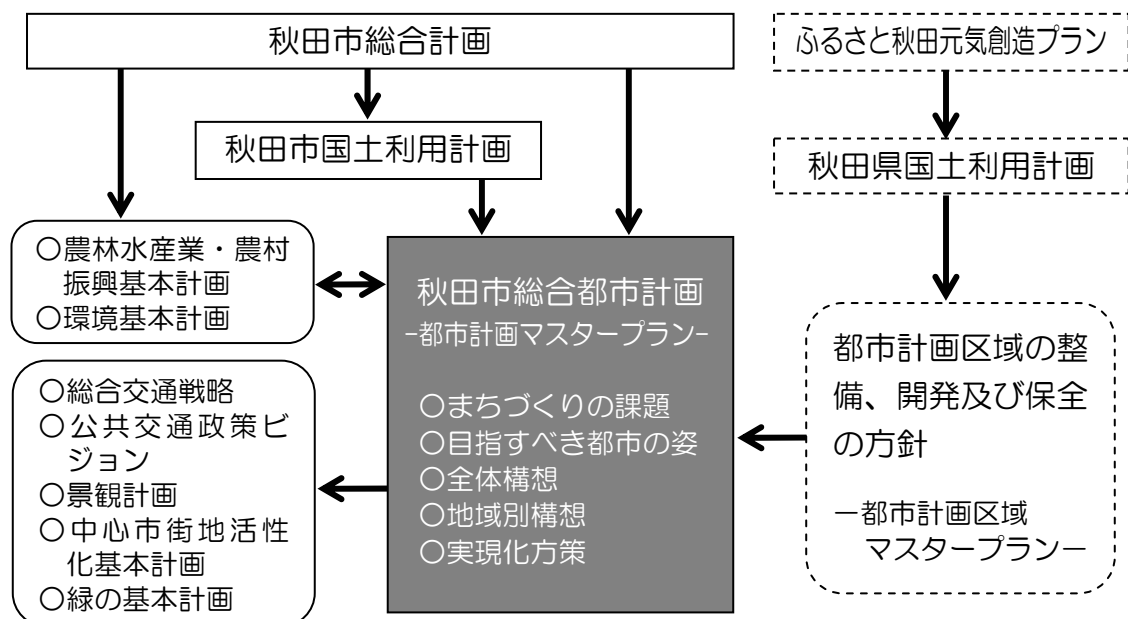 秋田市総合計画
ふるさと秋田元気創造プラン
秋田市国土利用計画
秋田県国土利用計画
○農林水産業・農村
振興基本計画
○環境基本計画
○総合交通戦略
○公共交通政策ビ
ジョン
○景観計画
○中心市街地活性
化基本計画
○緑の基本計画
秋田市総合都市計画
-都市計画マスタープラン-
○まちづくりの課題
○目指すべき都市の姿
○全体構想
○地域別構想
○実現化方策
都市計画区域の整
備、開発及び保全
の方針
－都市計画区域
マスタープラン－